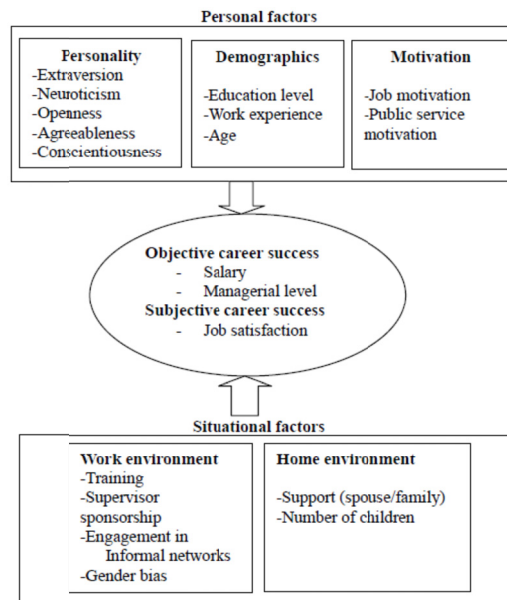 Personal factors
Personality
-Extraversion
-Neuroticism
-Openness
-Agreeableness
-Conscientiousness
Demographics
-Education level
-Work experience
-Age
Motivation
-Job motivation
-Public service
motivation
Objective career success
- Salary
- Managerial level
Subjective career success
- Job satisfaction
Situational factors
Work environment
-Training
-Supervisor
sponsorship
-Engagement in
Informal networks
-Gender bias
Home environment
-Support (spouse/family)
-Number of children